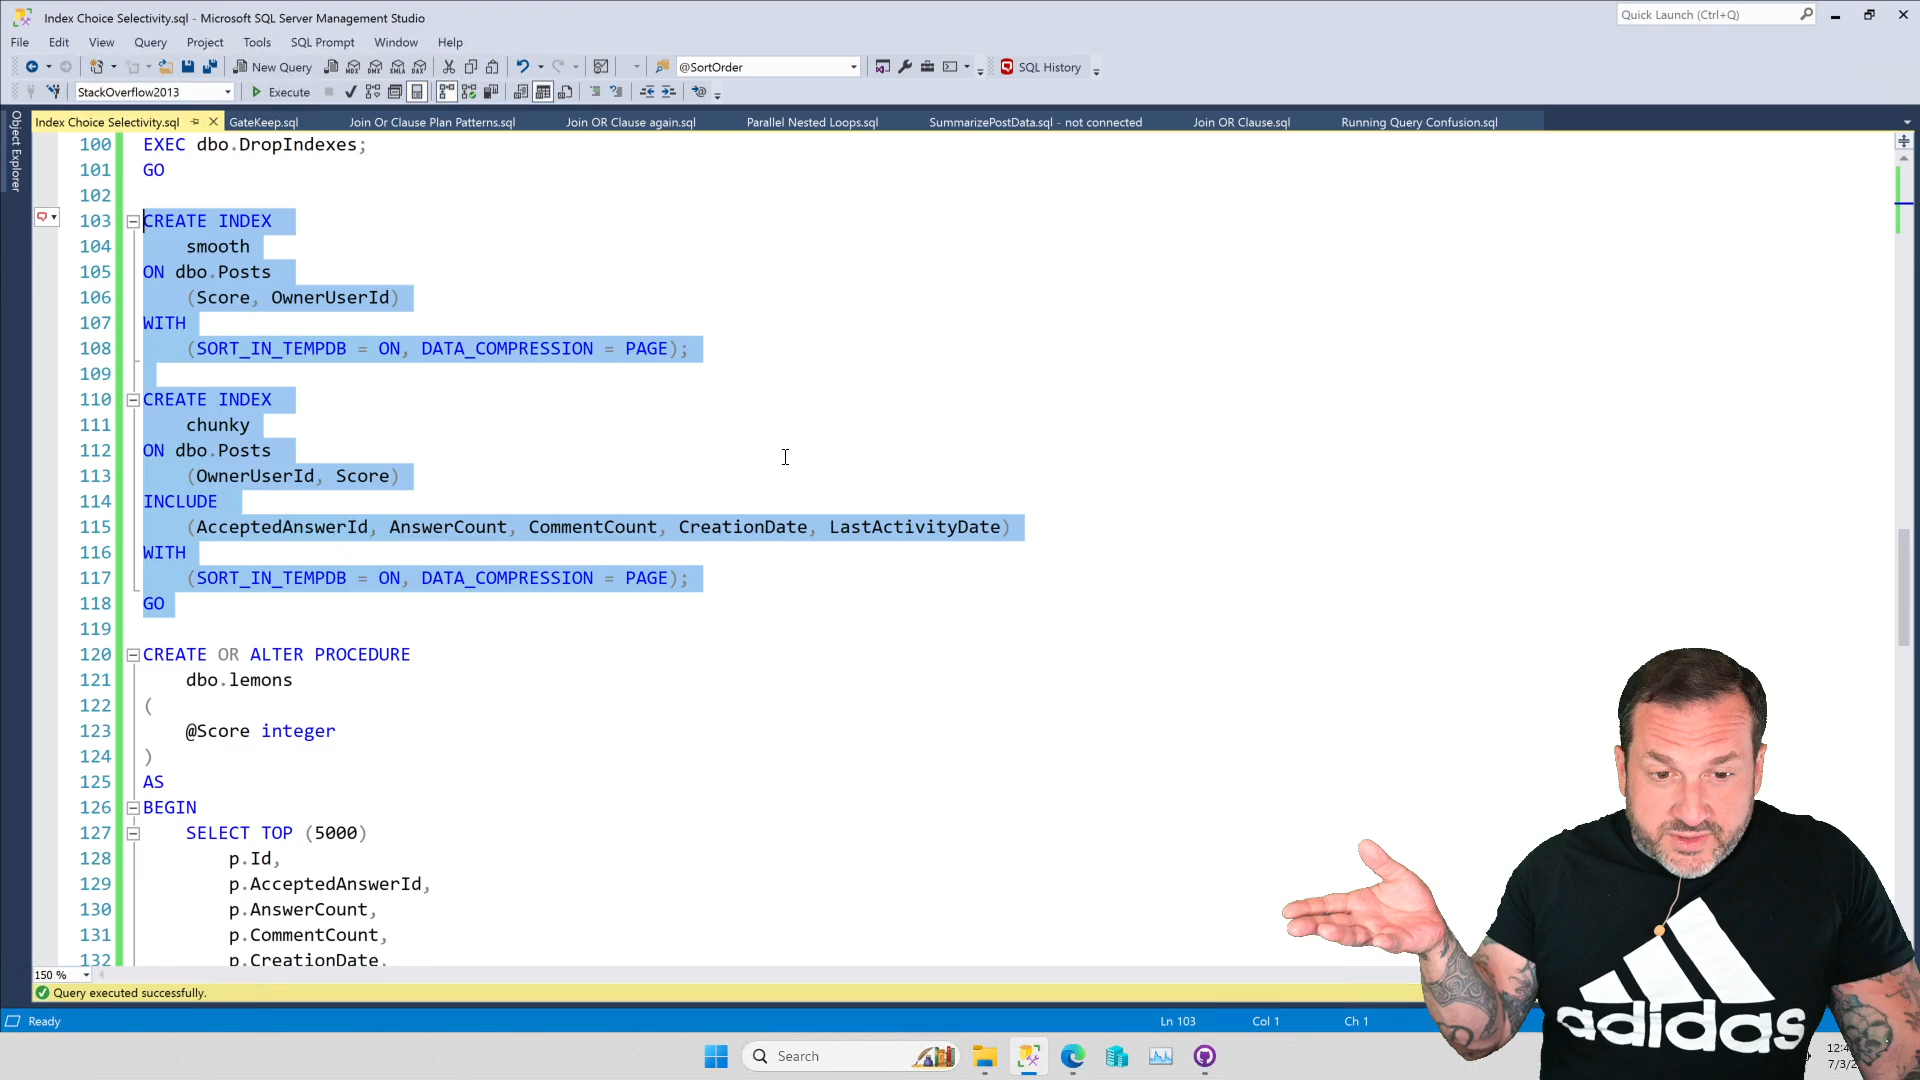 Index Choice Selectivity.sql - Microsoft SQL Server Management Studio
Quick Launch (Ctrl+Q)
File Edit View Query Project Tools SQL Prompt Window Help
New Query @SortOrder SQL History
StackOverflow2013 Execute
Object Explorer
Index Choice Selectivity.sql GateKeep.sql Join Or Clause Plan Patterns.sql Join OR Clause again.sql Parallel Nested Loops.sql SummarizePostData.sql - not connected Join OR Clause.sql Running Query Confusion.sql
100 EXEC dbo.DropIndexes;
101 GO
102
103 CREATE INDEX
104 smooth
105 ON dbo.Posts
106 (Score, OwnerUserId)
107 WITH
108 (SORT_IN_TEMPDB = ON, DATA_COMPRESSION = PAGE);
109
110 CREATE INDEX
111 chunky
112 ON dbo.Posts
113 (OwnerUserId, Score)
114 INCLUDE
115 (AcceptedAnswerId, AnswerCount, CommentCount, CreationDate, LastActivityDate)
116 WITH
117 (SORT_IN_TEMPDB = ON, DATA_COMPRESSION = PAGE);
118 GO
119
120 CREATE OR ALTER PROCEDURE
121 dbo.lemons
122 (
123 @Score integer
124 )
125 AS
126 BEGIN
127 SELECT TOP (5000)
128 p.Id,
129 p.AcceptedAnswerId,
130 p.AnswerCount,
131 p.CommentCount,
132 p.CreationDate,
150 %
Query executed successfully.
Ready Ln 103 Col 1 Ch 1
Search
adidas